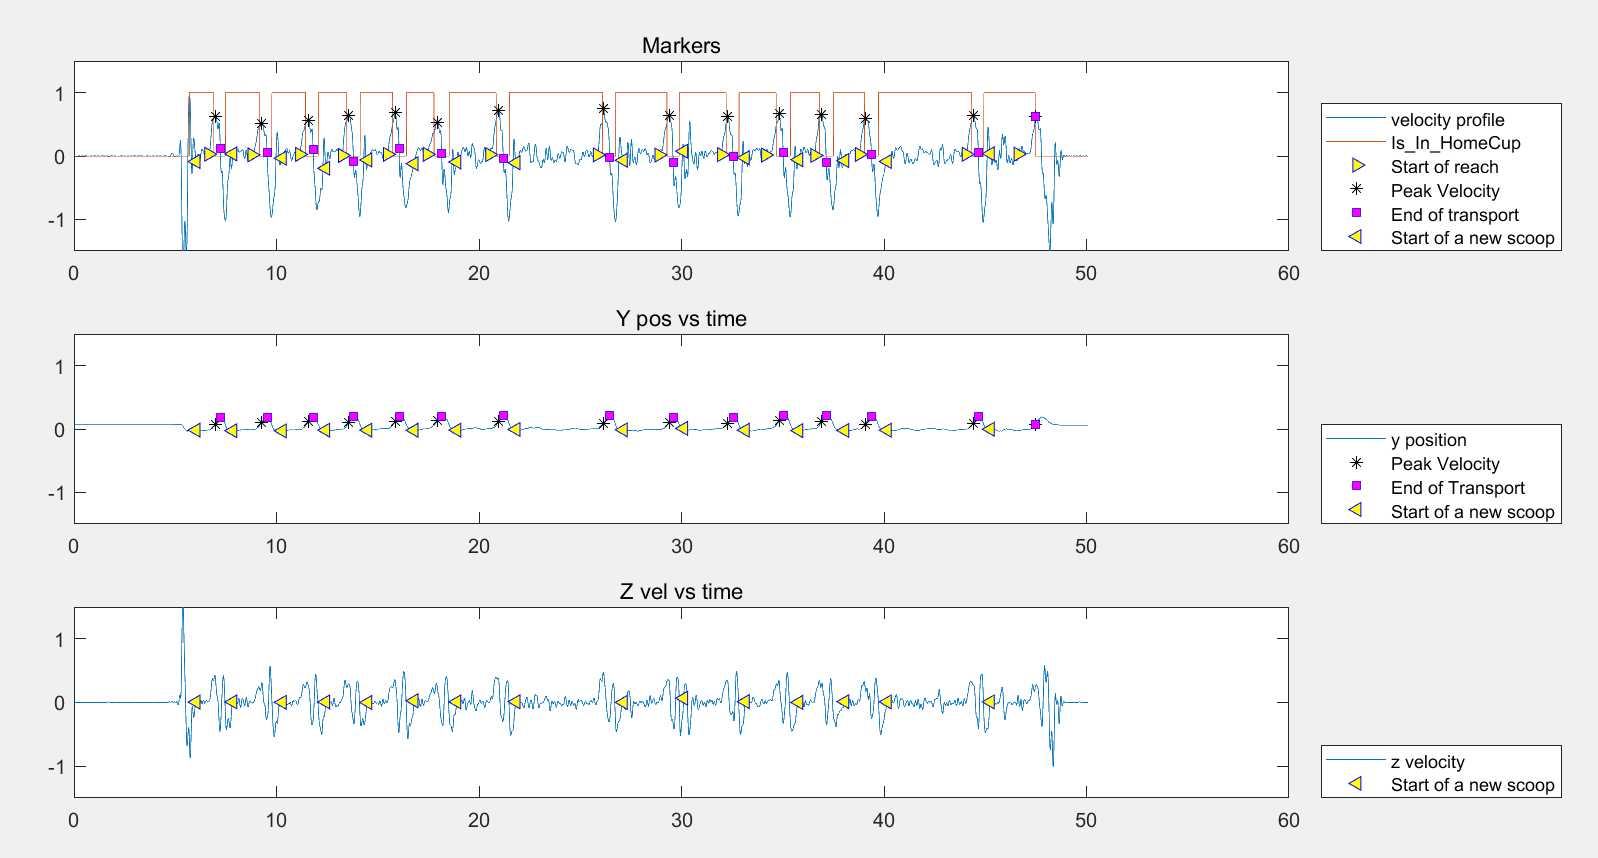 Markers
1
0
-1
0 10 20 30 40 50 60
velocity profile
Is_In_HomeCup
Start of reach
Peak Velocity
End of transport
Start of a new scoop
Y pos vs time
1
0
-1
0 10 20 30 40 50 60
y position
Peak Velocity
End of Transport
Start of a new scoop
Z vel vs time
1
0
-1
0 10 20 30 40 50 60
z velocity
Start of a new scoop